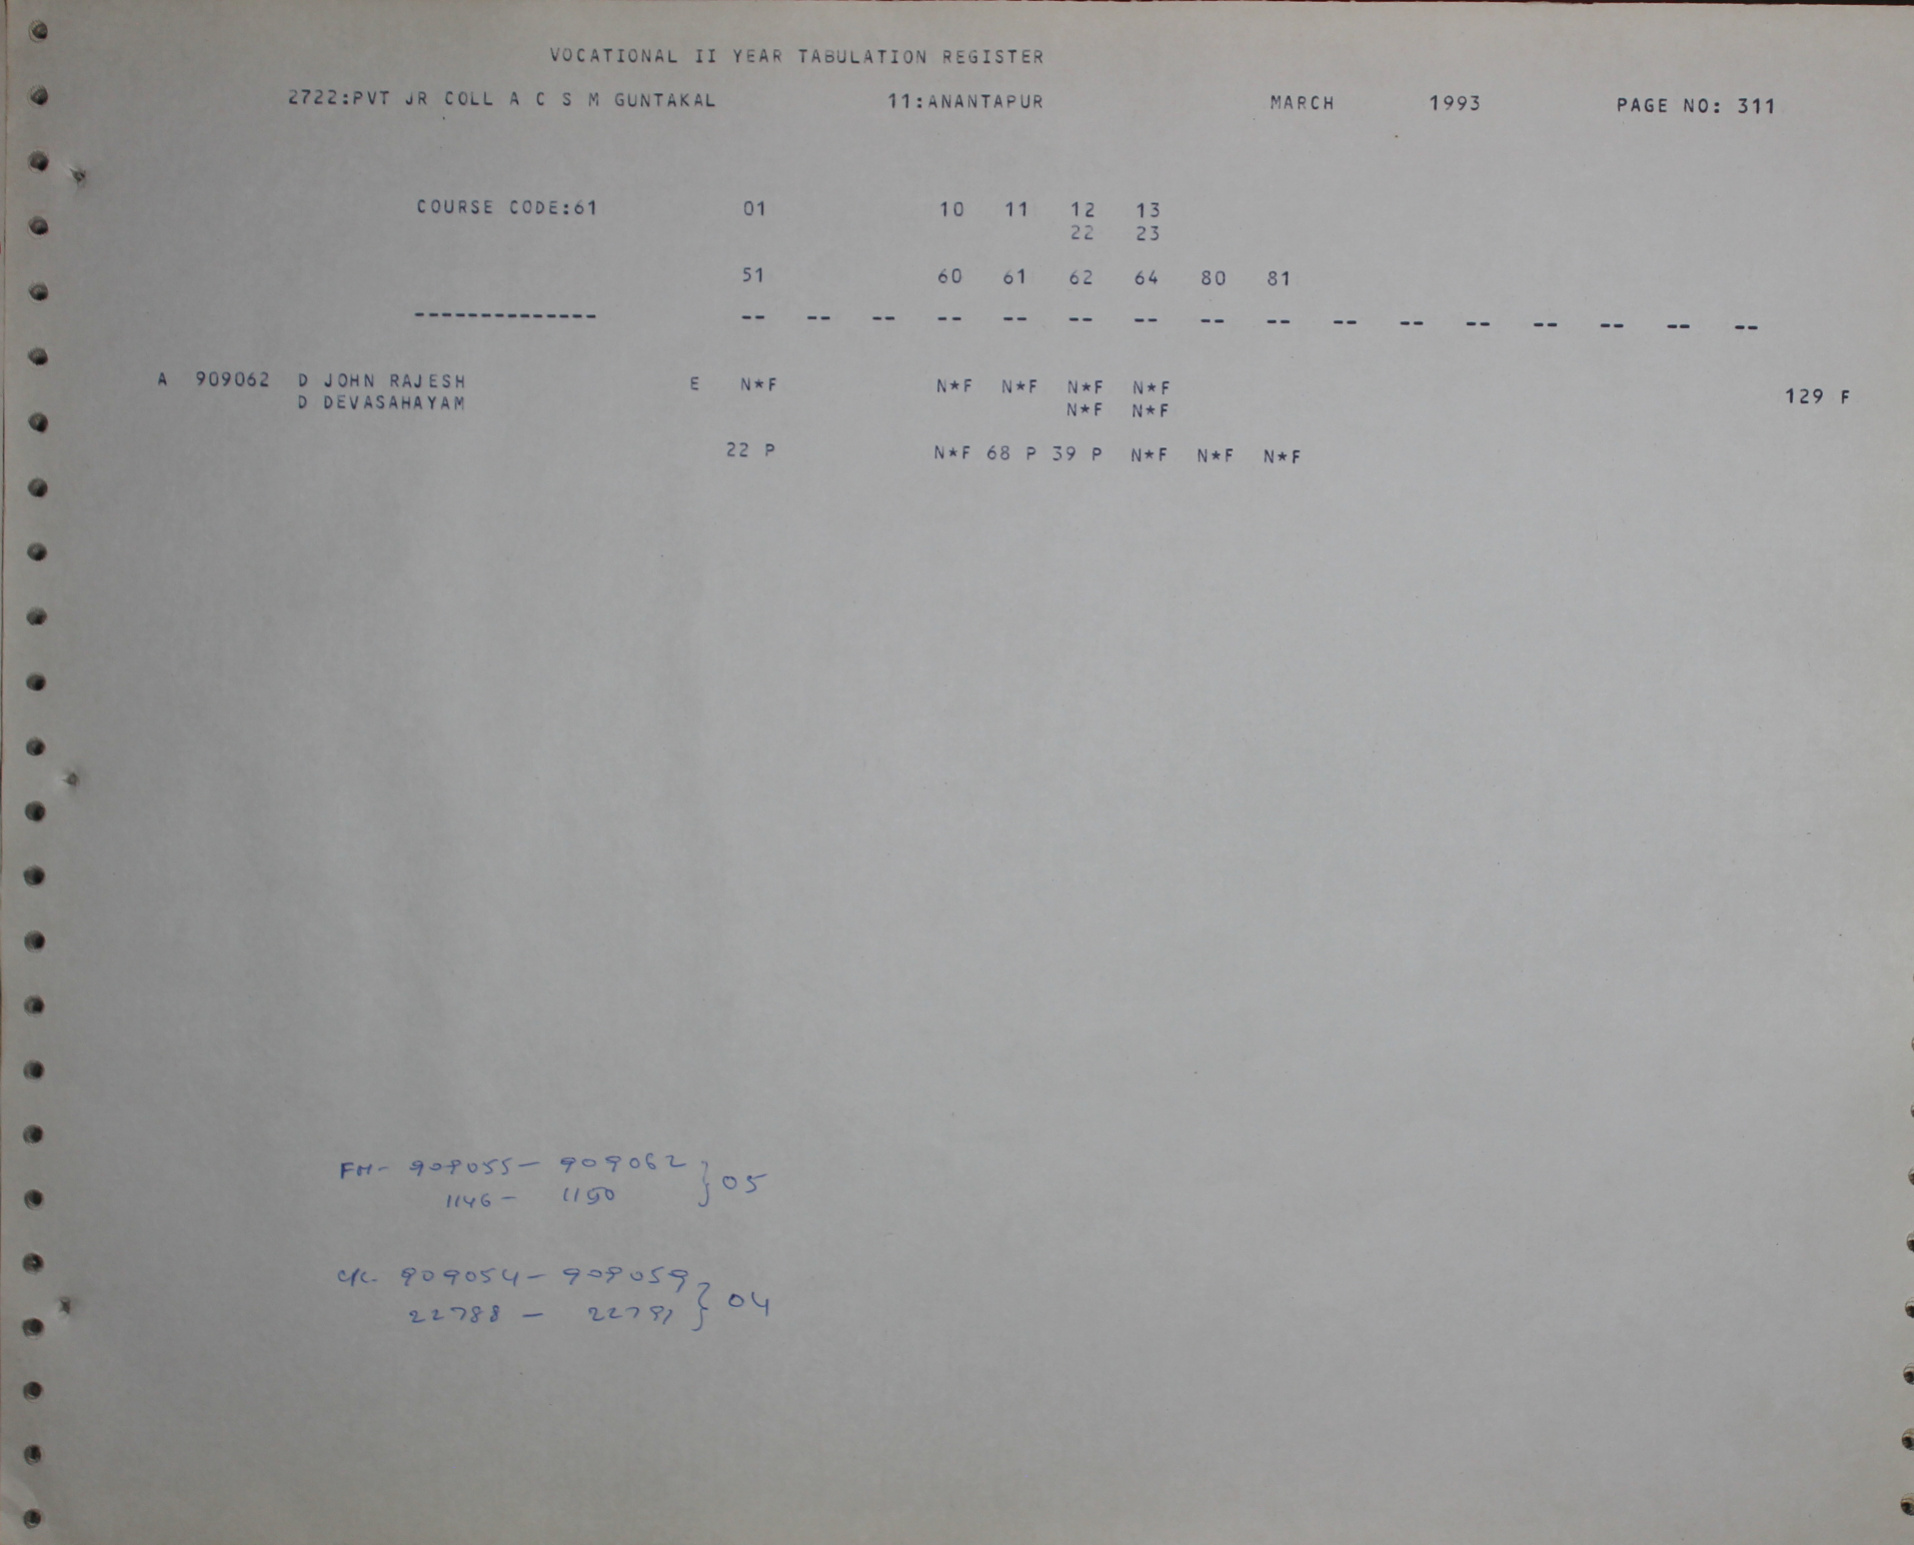 VOCATIONAL II YEAR TABULATION REGISTER
2722:PVT JR COLL A C S M GUNTAKAL 11:ANANTAPUR MARCH 1993 PAGE NO: 311
COURSE CODE:61 01 10 11 12 13
22 23
51 60 61 62 64 80 81
-------------- -- -- -- -- -- -- -- -- -- -- -- -- -- -- -- --
A 909062 D JOHN RAJESH E N*F N*F N*F N*F N*F 129 F
D DEVASAHAYAM N*F N*F
22 P N*F 68 P 39 P N*F N*F N*F
FH- 909055- 909062 } 05
1146- 1150
909054- 909059 } 04
22788 - 22791